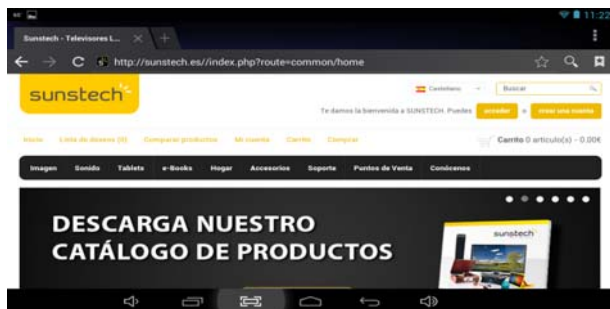 11:22
Sunstech - Televisores L...
http://sunstech.es//index.php?route=common/home
sunstech
Castellano
Buscar
Te damos la bienvenida a SUNSTECH. Puedes acceder o crear una cuenta
Inicio Lista de deseos (0) Comparar productos Mi cuenta Carrito Comprar
Carrito 0 artículo(s) - 0.00€
Imagen Sonido Tablets e-Books Hogar Accesorios Soporte Puntos de Venta Conócenos
DESCARGA NUESTRO
CATÁLOGO DE PRODUCTOS
sunstech